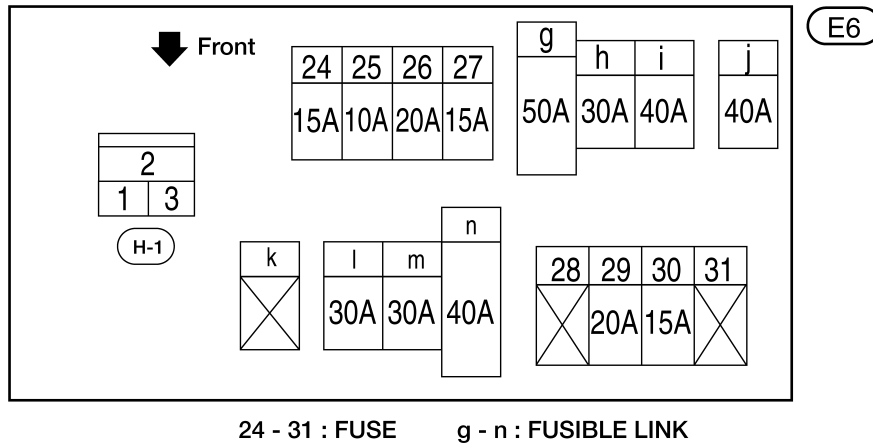 E6
Front
g
h i j
24 25 26 27
15A 10A 20A 15A
50A 30A 40A 40A
2
1 3
H-1
n
k l m
28 29 30 31
30A 30A 40A
20A 15A
24 - 31 : FUSE g - n : FUSIBLE LINK